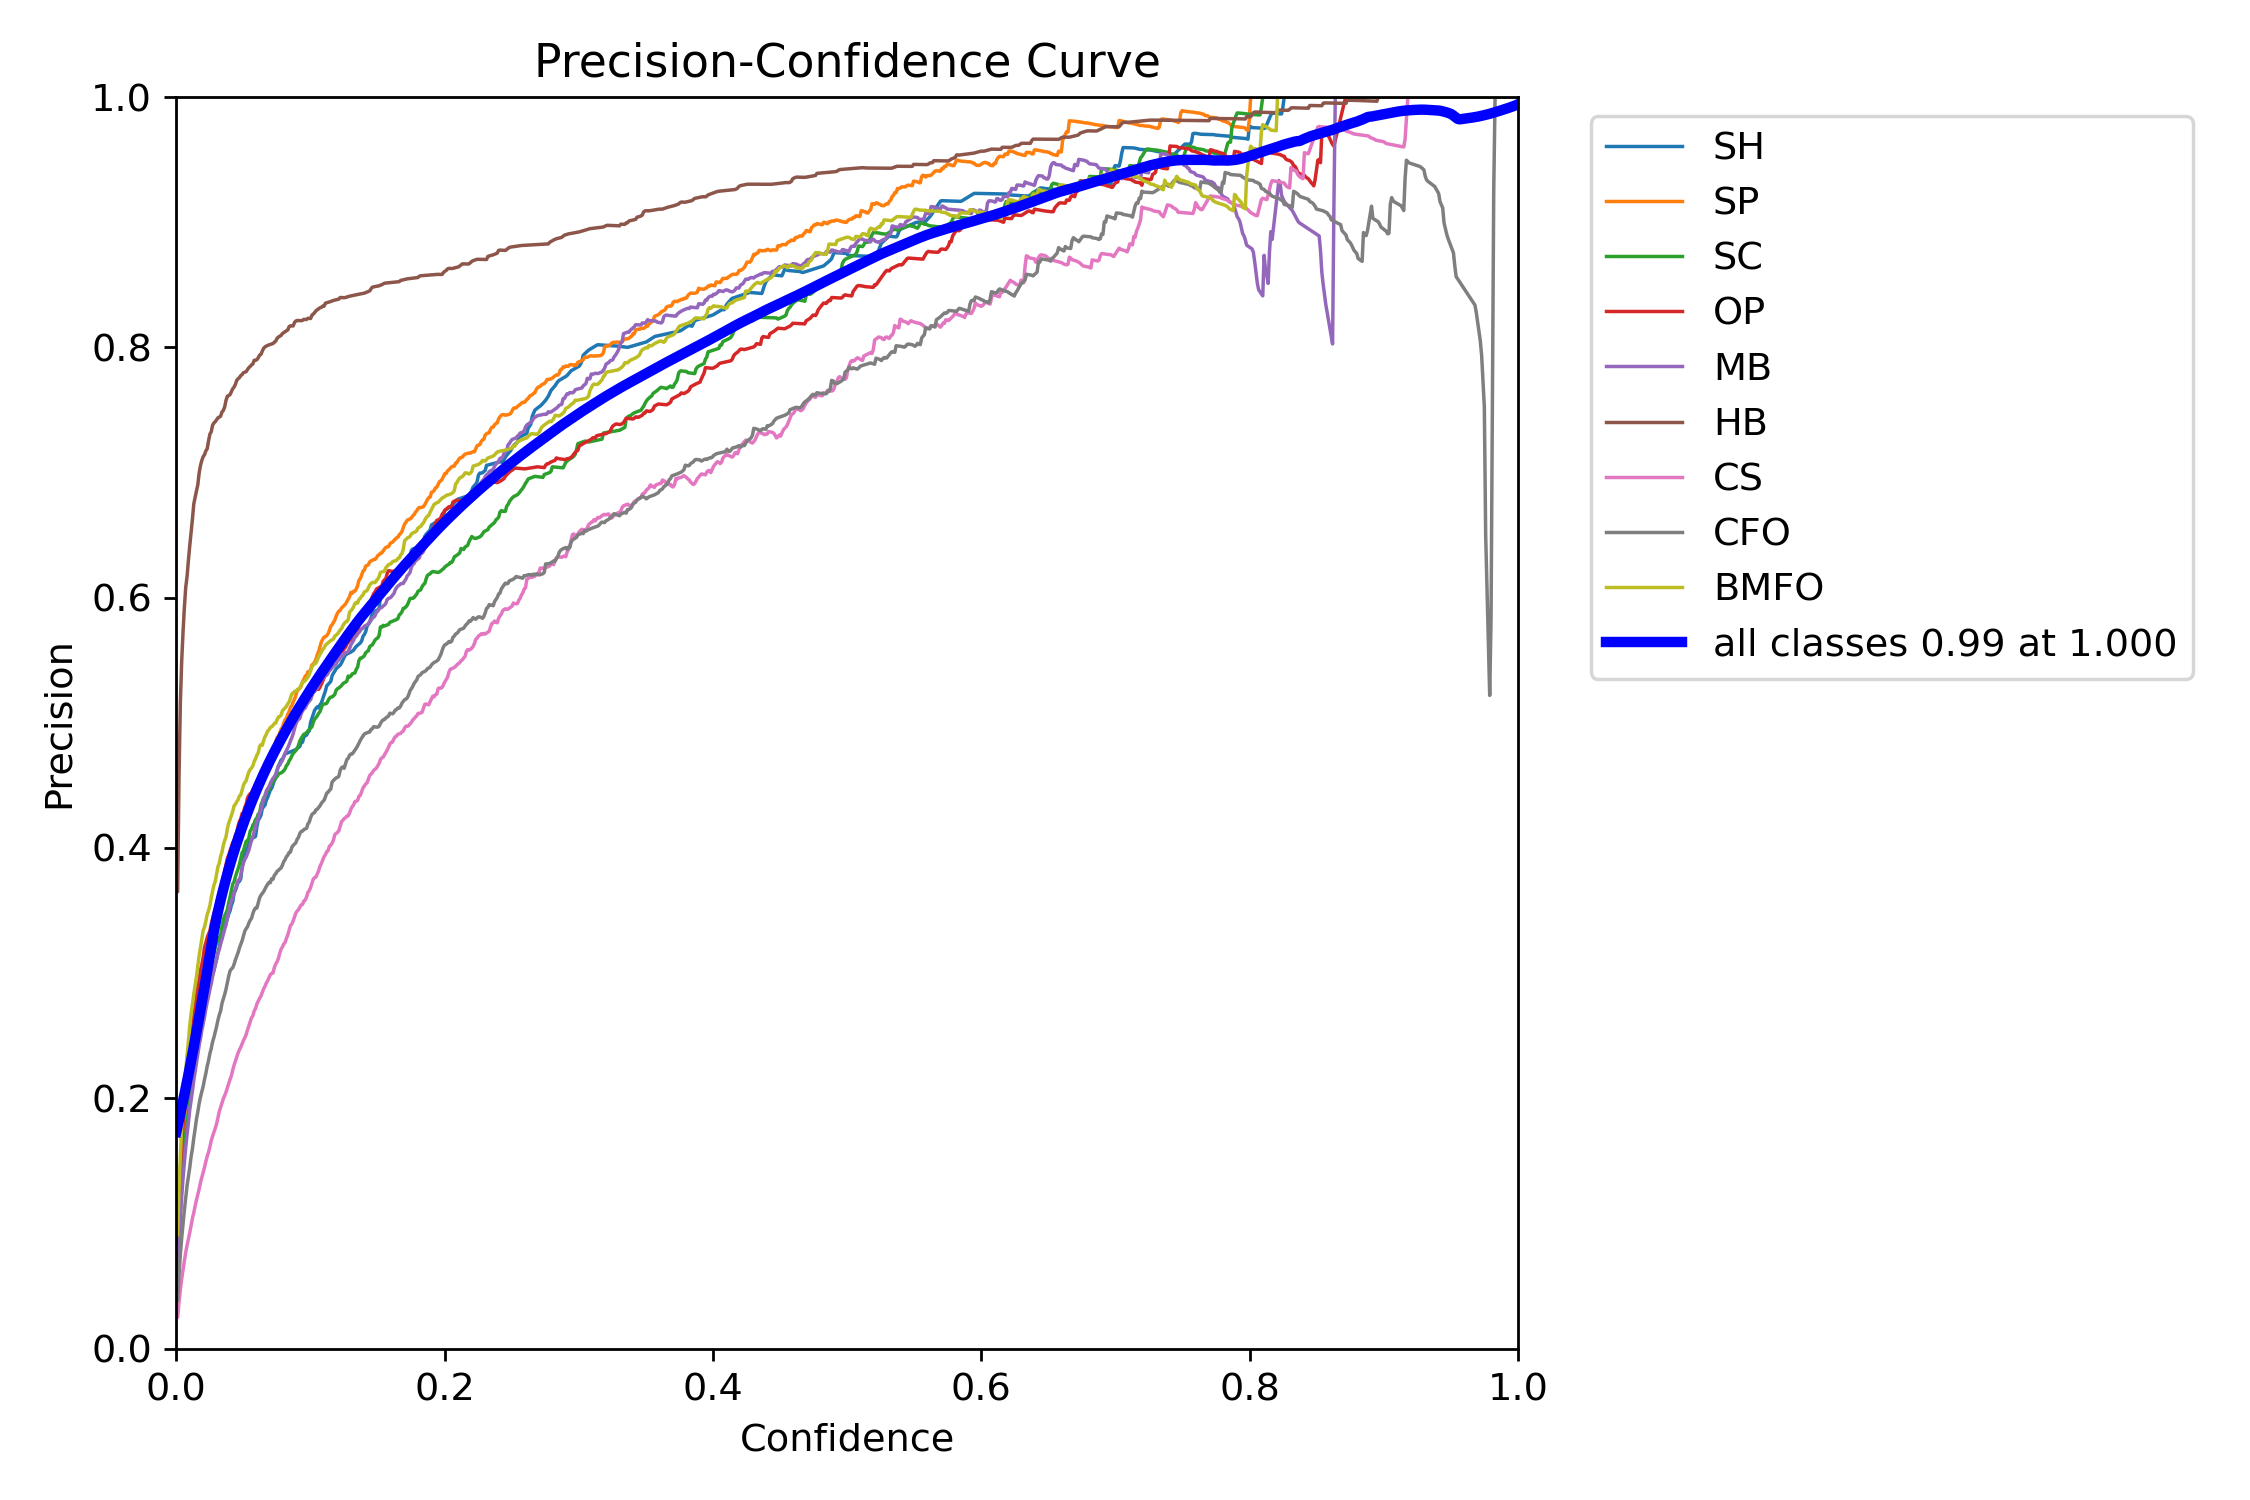 Precision-Confidence Curve
1.0
0.8
0.6
0.4
0.2
0.0
Precision
0.0 0.2 0.4 0.6 0.8 1.0
Confidence
SH
SP
SC
OP
MB
HB
CS
CFO
BMFO
all classes 0.99 at 1.000